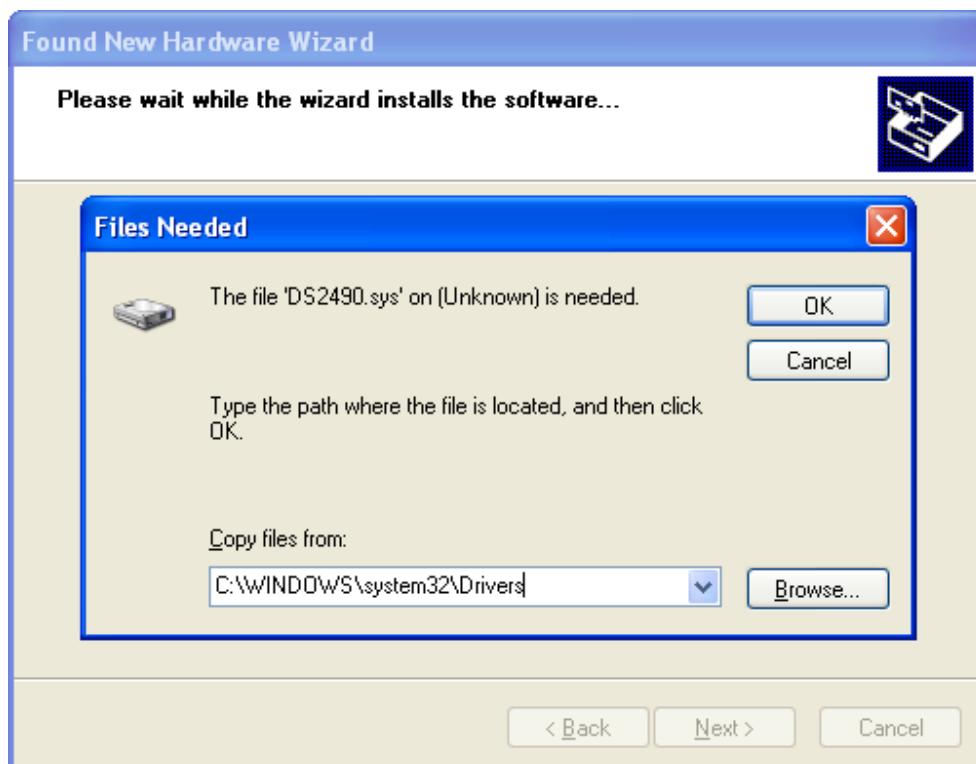 Found New Hardware Wizard
Please wait while the wizard installs the software...
Files Needed
The file 'DS2490.sys' on (Unknown) is needed.
OK
Cancel
Type the path where the file is located, and then click
OK.
Copy files from:
C:\WINDOWS\system32\Drivers
Browse...
< Back
Next >
Cancel